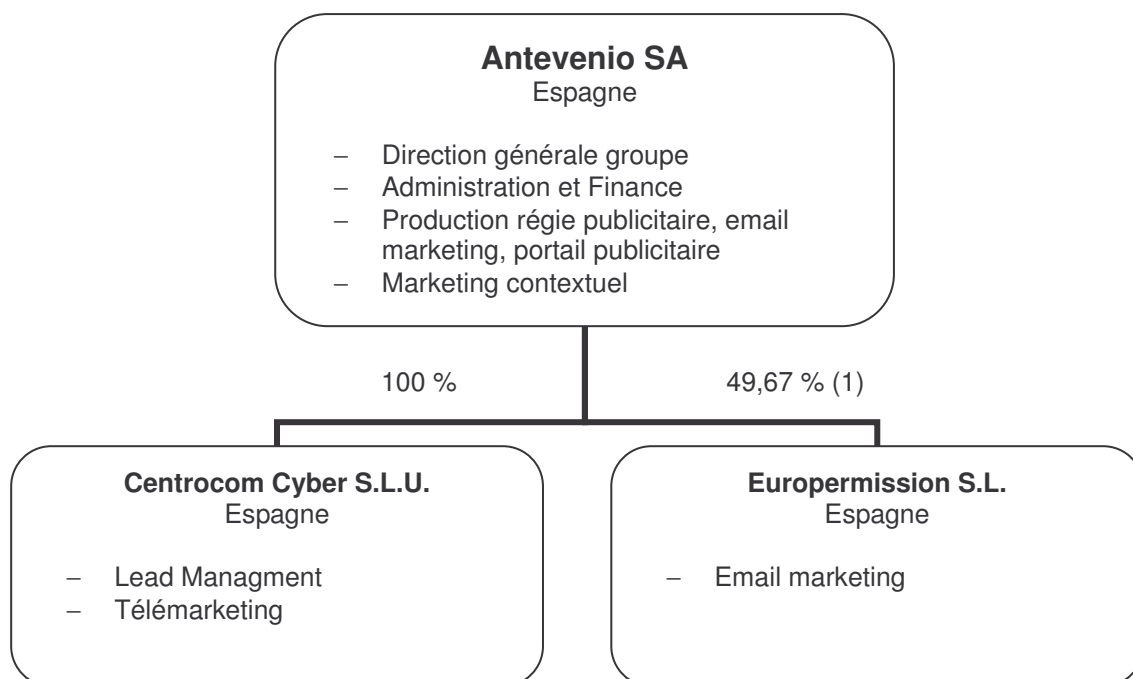 Antevenio SA
Espagne
– Direction générale groupe
– Administration et Finance
– Production régie publicitaire, email
marketing, portail publicitaire
– Marketing contextuel
100 %
49,67 % (1)
Centrocom Cyber S.L.U.
Espagne
– Lead Managment
– Télémarketing
Europermission S.L.
Espagne
– Email marketing